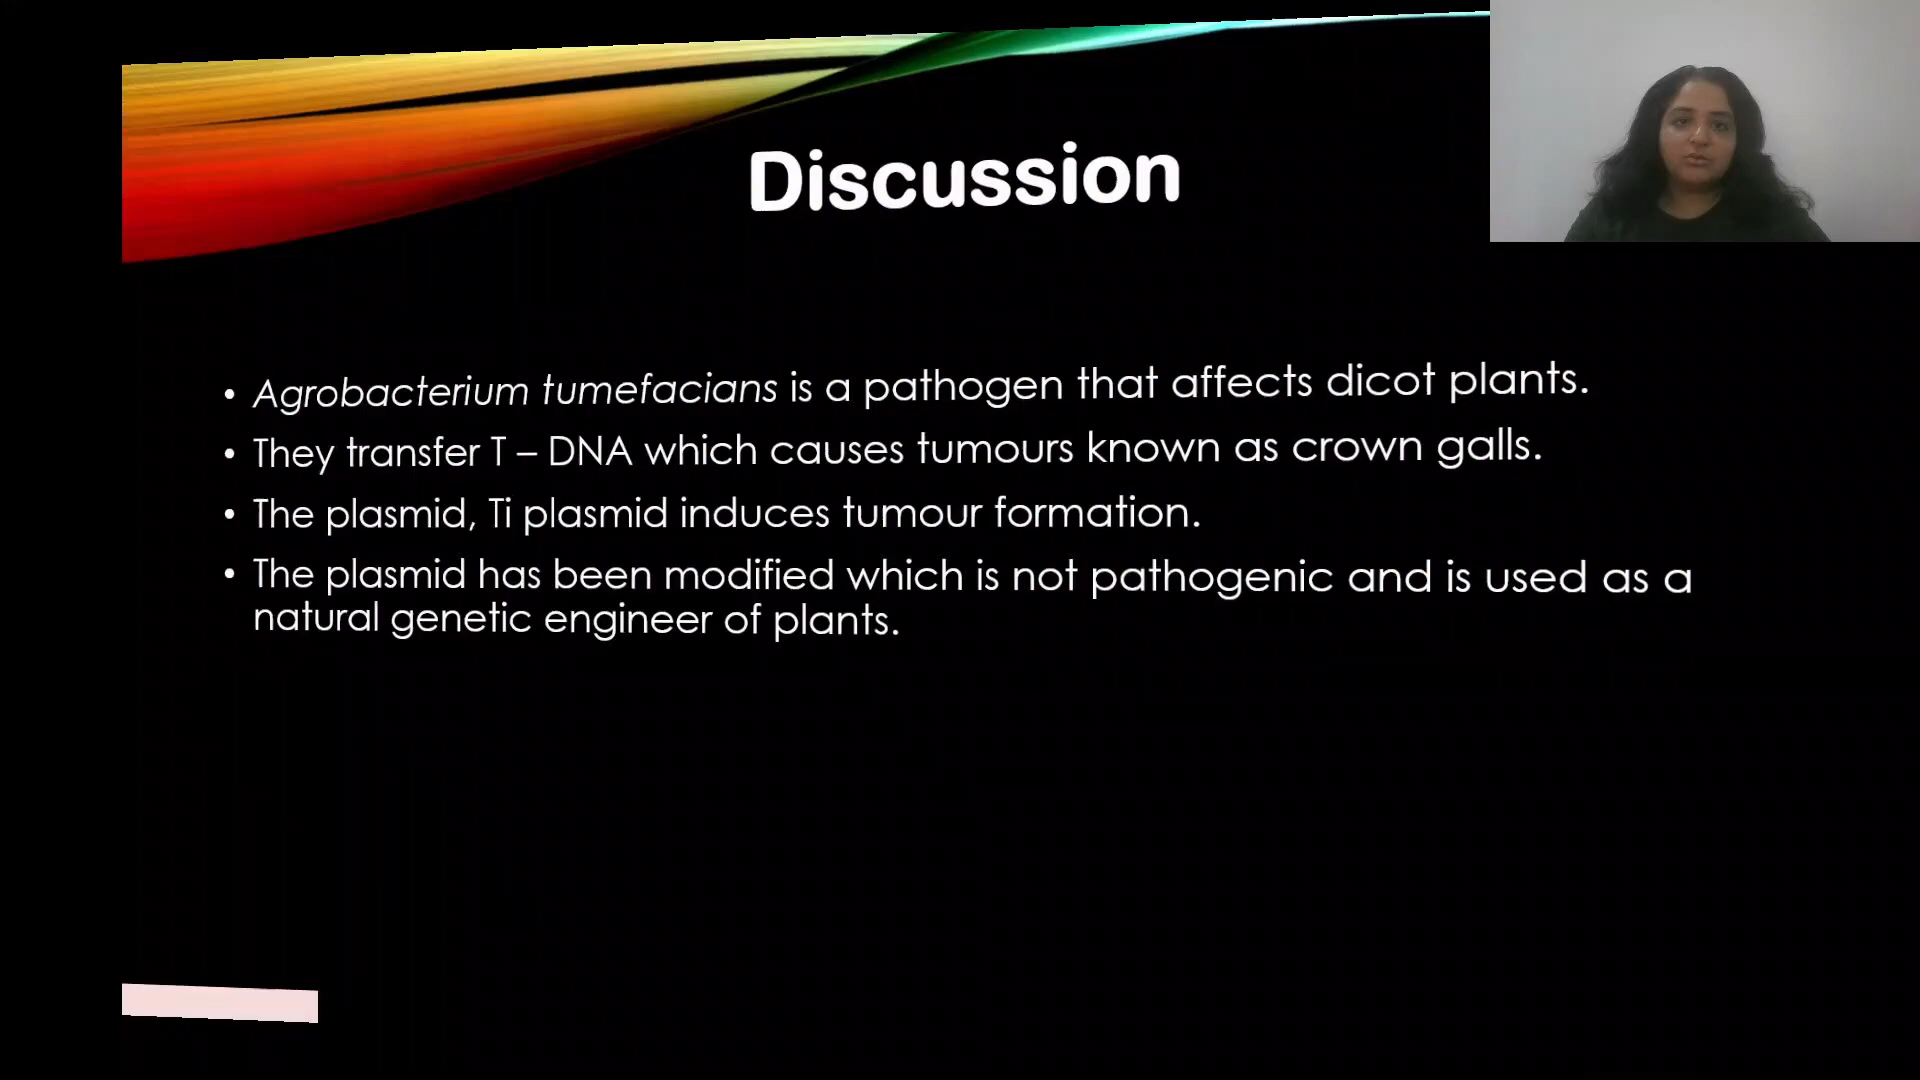 Discussion
• Agrobacterium tumefacians is a pathogen that affects dicot plants.
• They transfer T – DNA which causes tumours known as crown galls.
• The plasmid, Ti plasmid induces tumour formation.
• The plasmid has been modified which is not pathogenic and is used as a
natural genetic engineer of plants.